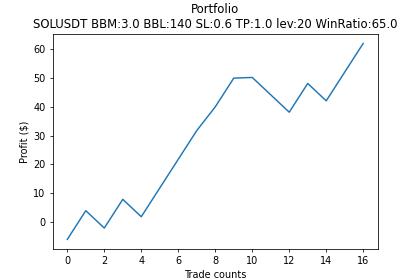 Portfolio
SOLUSDT BBM:3.0 BBL:140 SL:0.6 TP:1.0 lev:20 WinRatio:65.0
60
50
40
30
20
10
0
Profit ($)
0 2 4 6 8 10 12 14 16
Trade counts